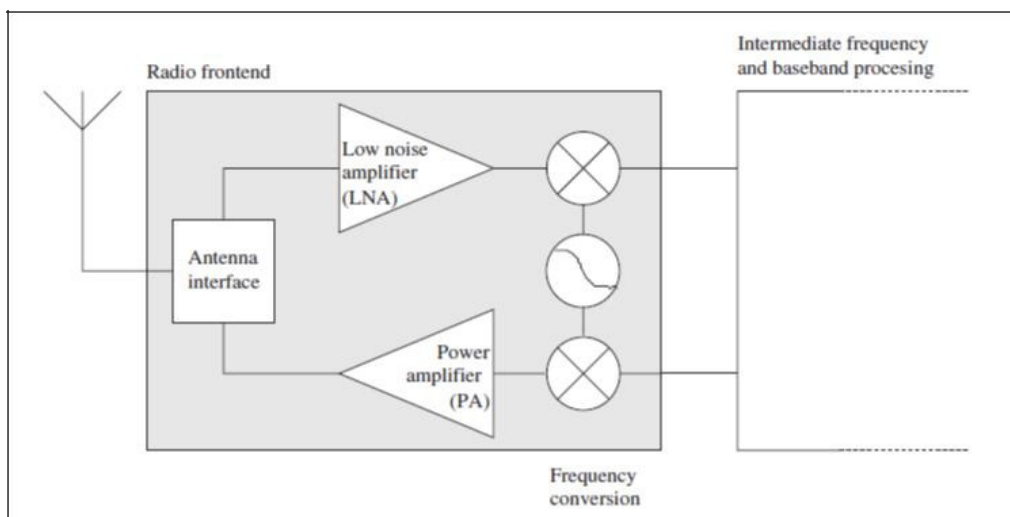 Intermediate frequency
and baseband procesing
Radio frontend
Low noise
amplifier
(LNA)
Antenna
interface
Power
amplifier
(PA)
Frequency
conversion